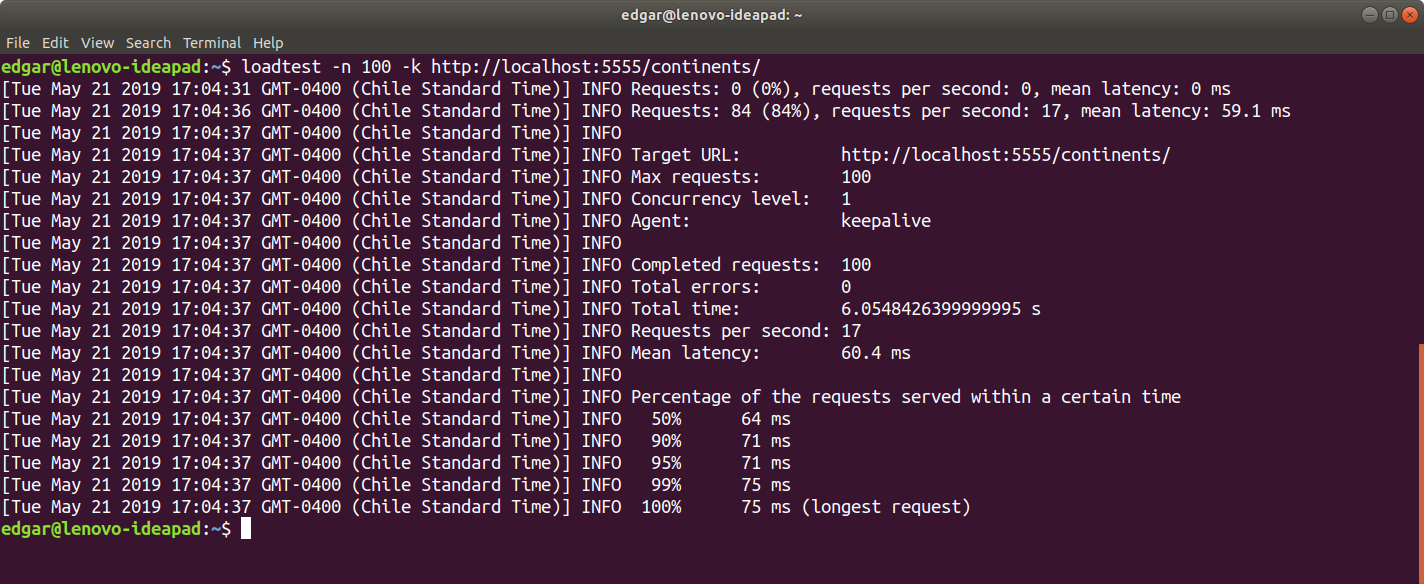 edgar@lenovo-ideapad: ~
File Edit View Search Terminal Help
edgar@lenovo-ideapad:~$ loadtest -n 100 -k http://localhost:5555/continents/
[Tue May 21 2019 17:04:31 GMT-0400 (Chile Standard Time)] INFO Requests: 0 (0%), requests per second: 0, mean latency: 0 ms
[Tue May 21 2019 17:04:36 GMT-0400 (Chile Standard Time)] INFO Requests: 84 (84%), requests per second: 17, mean latency: 59.1 ms
[Tue May 21 2019 17:04:37 GMT-0400 (Chile Standard Time)] INFO
[Tue May 21 2019 17:04:37 GMT-0400 (Chile Standard Time)] INFO Target URL:          http://localhost:5555/continents/
[Tue May 21 2019 17:04:37 GMT-0400 (Chile Standard Time)] INFO Max requests:        100
[Tue May 21 2019 17:04:37 GMT-0400 (Chile Standard Time)] INFO Concurrency level:   1
[Tue May 21 2019 17:04:37 GMT-0400 (Chile Standard Time)] INFO Agent:               keepalive
[Tue May 21 2019 17:04:37 GMT-0400 (Chile Standard Time)] INFO
[Tue May 21 2019 17:04:37 GMT-0400 (Chile Standard Time)] INFO Completed requests:  100
[Tue May 21 2019 17:04:37 GMT-0400 (Chile Standard Time)] INFO Total errors:        0
[Tue May 21 2019 17:04:37 GMT-0400 (Chile Standard Time)] INFO Total time:          6.0548426399999995 s
[Tue May 21 2019 17:04:37 GMT-0400 (Chile Standard Time)] INFO Requests per second: 17
[Tue May 21 2019 17:04:37 GMT-0400 (Chile Standard Time)] INFO Mean latency:        60.4 ms
[Tue May 21 2019 17:04:37 GMT-0400 (Chile Standard Time)] INFO
[Tue May 21 2019 17:04:37 GMT-0400 (Chile Standard Time)] INFO Percentage of the requests served within a certain time
[Tue May 21 2019 17:04:37 GMT-0400 (Chile Standard Time)] INFO   50%      64 ms
[Tue May 21 2019 17:04:37 GMT-0400 (Chile Standard Time)] INFO   90%      71 ms
[Tue May 21 2019 17:04:37 GMT-0400 (Chile Standard Time)] INFO   95%      71 ms
[Tue May 21 2019 17:04:37 GMT-0400 (Chile Standard Time)] INFO   99%      75 ms
[Tue May 21 2019 17:04:37 GMT-0400 (Chile Standard Time)] INFO  100%      75 ms (longest request)
edgar@lenovo-ideapad:~$